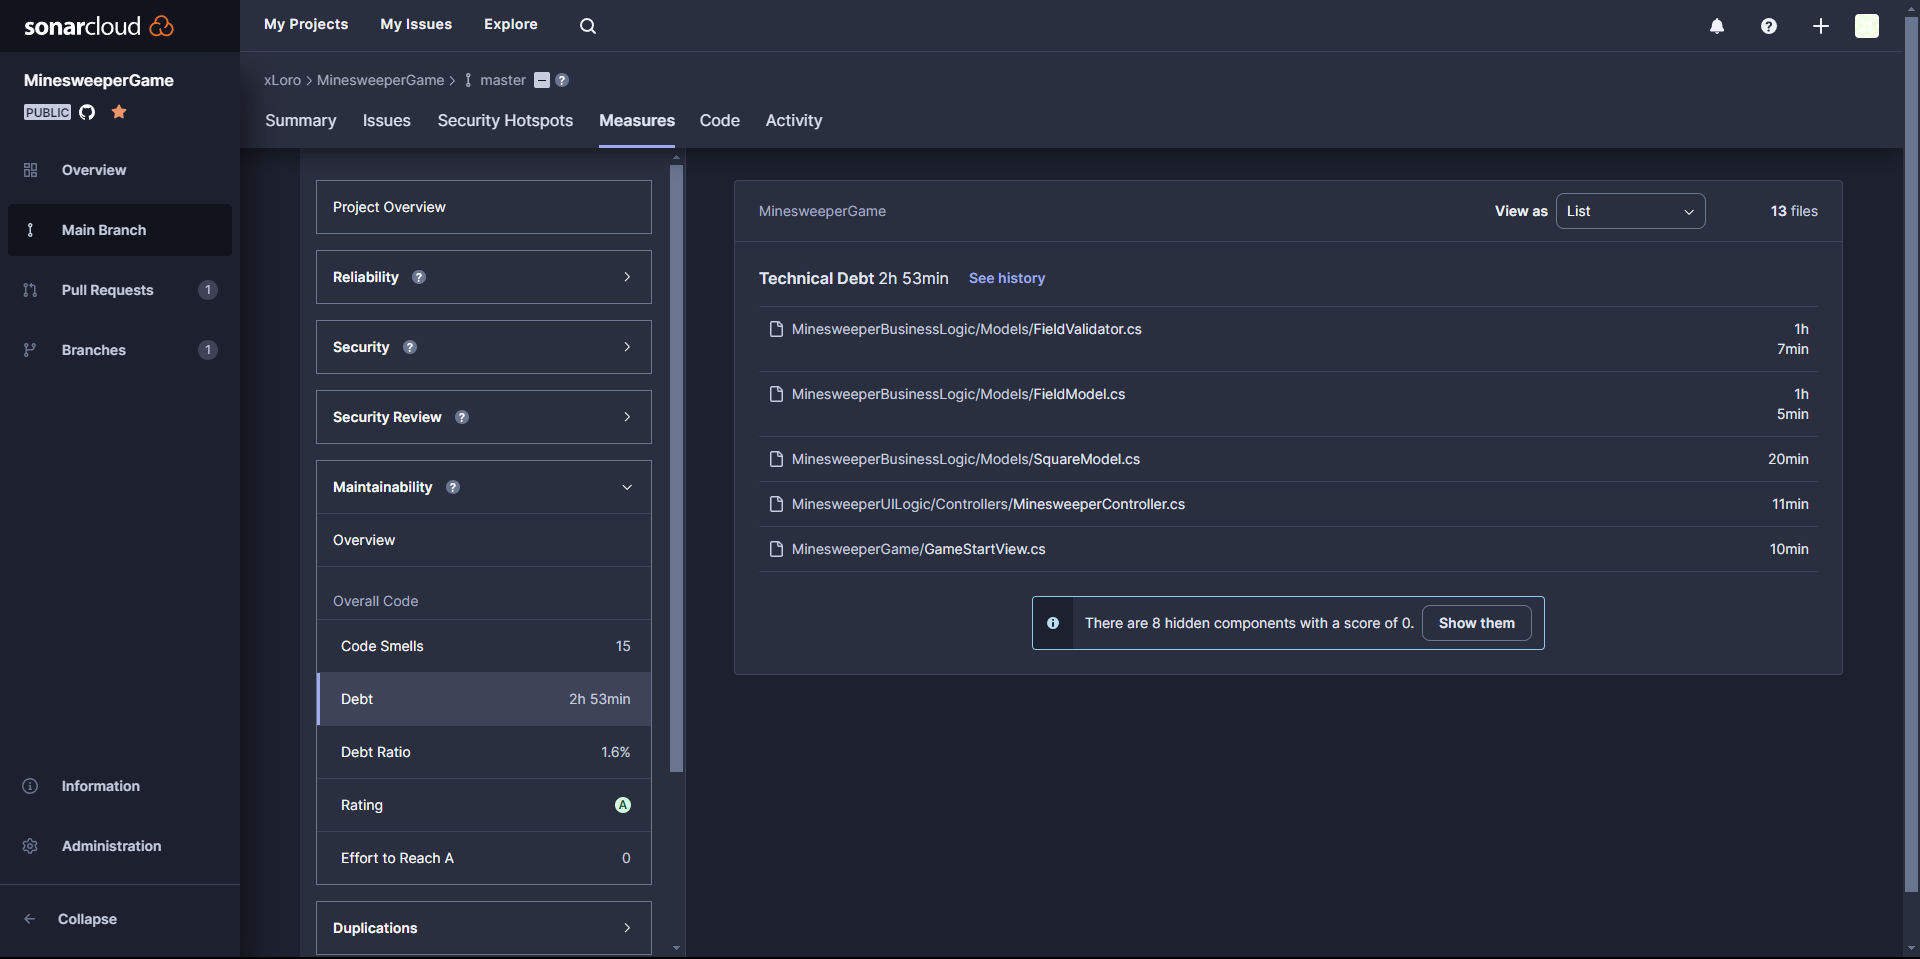 sonarcloud
My Projects
My Issues
Explore
MinesweeperGame
PUBLIC
Overview
Main Branch
Pull Requests 1
Branches 1
Information
Administration
Collapse
xLoro > MinesweeperGame > master ?
Summary
Issues
Security Hotspots
Measures
Code
Activity
Project Overview
Reliability ?
Security ?
Security Review ?
Maintainability ?
Overview
Overall Code
Code Smells 15
Debt 2h 53min
Debt Ratio 1.6%
Rating A
Effort to Reach A 0
Duplications
MinesweeperGame
View as List
13 files
Technical Debt 2h 53min See history
MinesweeperBusinessLogic/Models/FieldValidator.cs 1h
7min
MinesweeperBusinessLogic/Models/FieldModel.cs 1h
5min
MinesweeperBusinessLogic/Models/SquareModel.cs 20min
MinesweeperUILogic/Controllers/MinesweeperController.cs 11min
MinesweeperGame/GameStartView.cs 10min
There are 8 hidden components with a score of 0. Show them